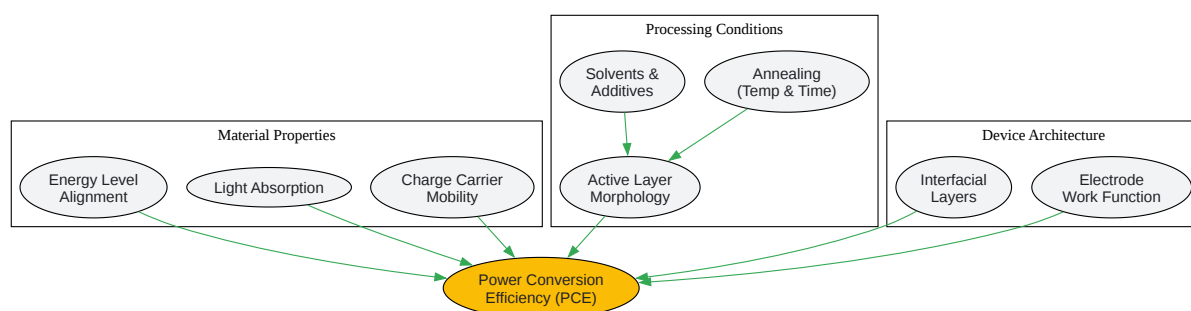 Processing Conditions
Solvents &
Additives
Annealing
(Temp & Time)
Material Properties
Device Architecture
Energy Level
Alignment
Light Absorption
Charge Carrier
Mobility
Active Layer
Morphology
Interfacial
Layers
Electrode
Work Function
Power Conversion
Efficiency (PCE)